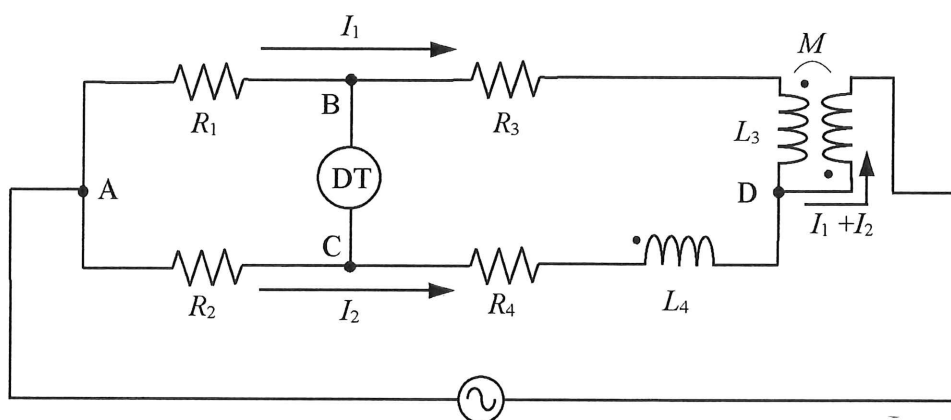 I₁
M
B
R₁
R₃
L₃
DT
A
D
I₁ +I₂
C
R₂
I₂
R₄
L₄